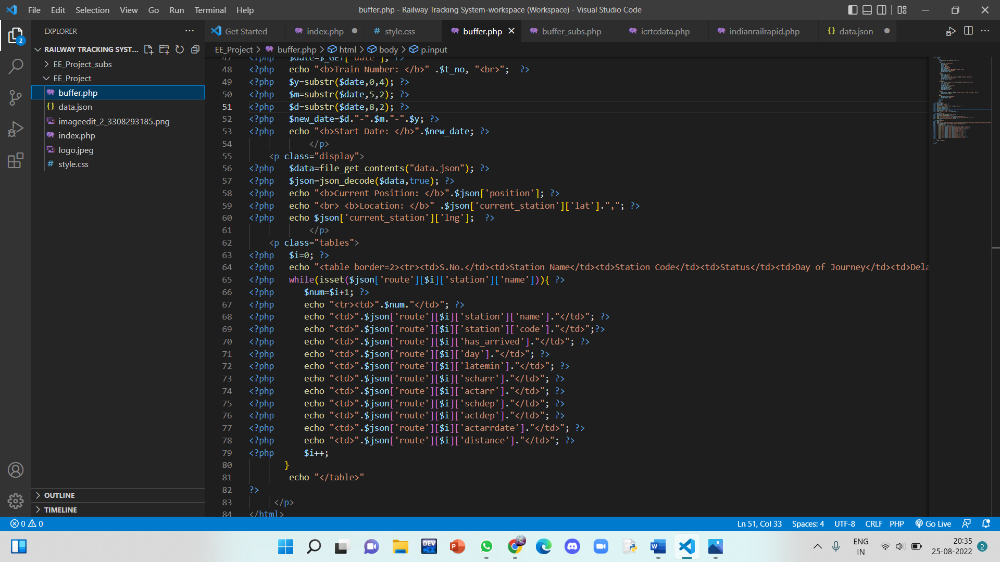 File Edit Selection View Go Run Terminal Help
buffer.php - Railway Tracking System-workspace (Workspace) - Visual Studio Code
EXPLORER
2
RAILWAY TRACKING SYST...
EE_Project_subs
EE_Project
buffer.php
data.json
imageedit_2_3308293185.png
index.php
logo.jpeg
style.css
OUTLINE
TIMELINE
Get Started index.php style.css buffer.php buffer_subs.php icrtcdata.php indianrailrapid.php data.json
EE_Project > buffer.php > html > body > p.input
47 <?php $date=$_GET["date"]; ?>
48 <?php echo "<b>Train Number: </b>" .$t_no, "<br>"; ?>
49 <?php $y=substr($date,0,4); ?>
50 <?php $m=substr($date,5,2); ?>
51 <?php $d=substr($date,8,2); ?>
52 <?php $new_date=$d."-".$m."-".$y; ?>
53 <?php echo "<b>Start Date: </b>".$new_date; ?>
54 </p>
55 <p class="display">
56 <?php $data=file_get_contents("data.json"); ?>
57 <?php $json=json_decode($data,true); ?>
58 <?php echo "<b>Current Position: </b>".$json['position']; ?>
59 <?php echo "<br> <b>Location: </b>" .$json['current_station']['lat'].","; ?>
60 <?php echo $json['current_station']['lng']; ?>
61 </p>
62 <p class="tables">
63 <?php $i=0; ?>
64 <?php echo "<table border=2><tr><td>S.No.</td><td>Station Name</td><td>Station Code</td><td>Status</td><td>Day of Journey</td><td>Dela
65 <?php while(isset($json['route'][$i]['station']['name'])){ ?>
66 <?php $num=$i+1; ?>
67 <?php echo "<tr><td>".$num."</td>"; ?>
68 <?php echo "<td>".$json['route'][$i]['station']['name']."</td>"; ?>
69 <?php echo "<td>".$json['route'][$i]['station']['code']."</td>";?>
70 <?php echo "<td>".$json['route'][$i]['has_arrived']."</td>"; ?>
71 <?php echo "<td>".$json['route'][$i]['day']."</td>"; ?>
72 <?php echo "<td>".$json['route'][$i]['latemin']."</td>"; ?>
73 <?php echo "<td>".$json['route'][$i]['scharr']."</td>"; ?>
74 <?php echo "<td>".$json['route'][$i]['actarr']."</td>"; ?>
75 <?php echo "<td>".$json['route'][$i]['schdep']."</td>"; ?>
76 <?php echo "<td>".$json['route'][$i]['actdep']."</td>"; ?>
77 <?php echo "<td>".$json['route'][$i]['actarrdate']."</td>"; ?>
78 <?php echo "<td>".$json['route'][$i]['distance']."</td>"; ?>
79 <?php $i++;
80 }
81 echo "</table>"
82 ?>
83 </p>
84 </html>
0 0
Ln 51, Col 33 Spaces: 4 UTF-8 CRLF PHP Go Live
DEV C++
P
W
ENG
IN
20:35
25-08-2022
2